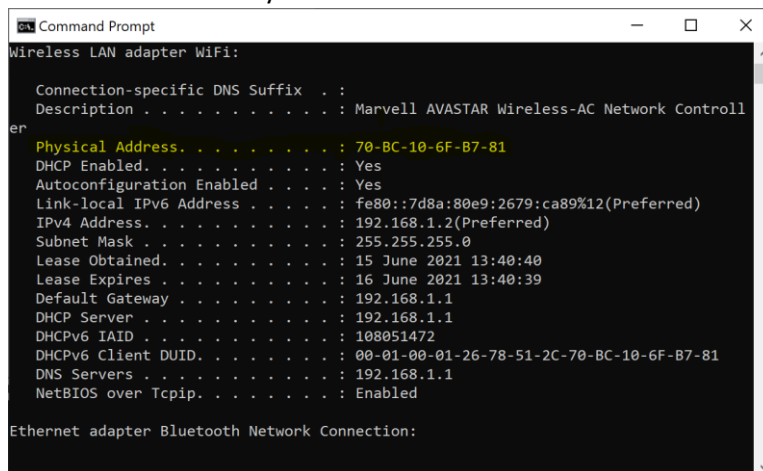 Command Prompt
Wireless LAN adapter WiFi:
Connection-specific DNS Suffix  . :
Description . . . . . . . . . . . : Marvell AVASTAR Wireless-AC Network Controll
er
Physical Address. . . . . . . . . : 70-BC-10-6F-B7-81
DHCP Enabled. . . . . . . . . . . : Yes
Autoconfiguration Enabled . . . . : Yes
Link-local IPv6 Address . . . . . : fe80::7d8a:80e9:2679:ca89%12(Preferred)
IPv4 Address. . . . . . . . . . . : 192.168.1.2(Preferred)
Subnet Mask . . . . . . . . . . . : 255.255.255.0
Lease Obtained. . . . . . . . . . : 15 June 2021 13:40:40
Lease Expires . . . . . . . . . . : 16 June 2021 13:40:39
Default Gateway . . . . . . . . . : 192.168.1.1
DHCP Server . . . . . . . . . . . : 192.168.1.1
DHCPv6 IAID . . . . . . . . . . . : 108051472
DHCPv6 Client DUID. . . . . . . . : 00-01-00-01-26-78-51-2C-70-BC-10-6F-B7-81
DNS Servers . . . . . . . . . . . : 192.168.1.1
NetBIOS over Tcpip. . . . . . . . : Enabled
Ethernet adapter Bluetooth Network Connection: